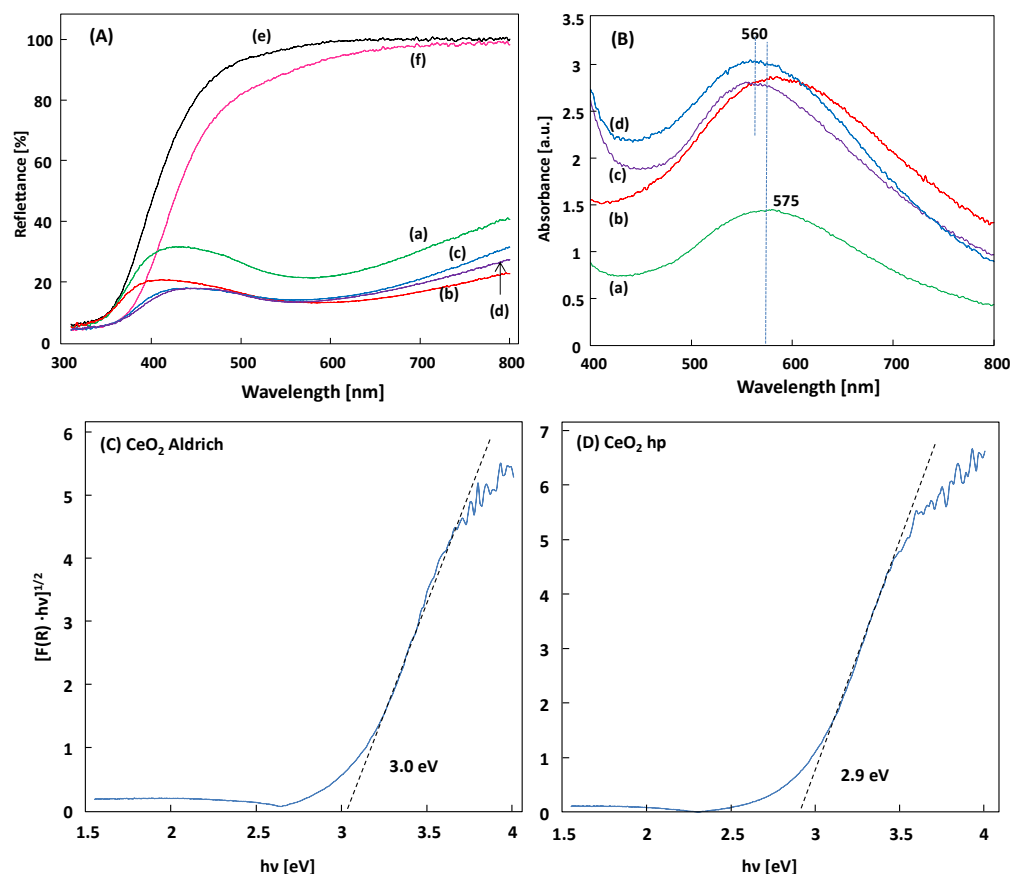 (A)
Reflettance [%]
100
80
60
40
20
0
300
400
500
600
700
800
Wavelength [nm]
(e)
(f)
(a)
(c)
(b)
(d)
(B)
Absorbance [a.u.]
3.5
3
2.5
2
1.5
1
0.5
0
400
500
600
700
800
Wavelength [nm]
560
575
(d)
(c)
(b)
(a)
(C) CeO₂ Aldrich
[F(R) ·hν]^1/2
6
5
4
3
2
1
0
1.5
2
2.5
3
3.5
4
hν [eV]
3.0 eV
(D) CeO₂ hp
7
6
5
4
3
2
1
0
1.5
2
2.5
3
3.5
4
hν [eV]
2.9 eV